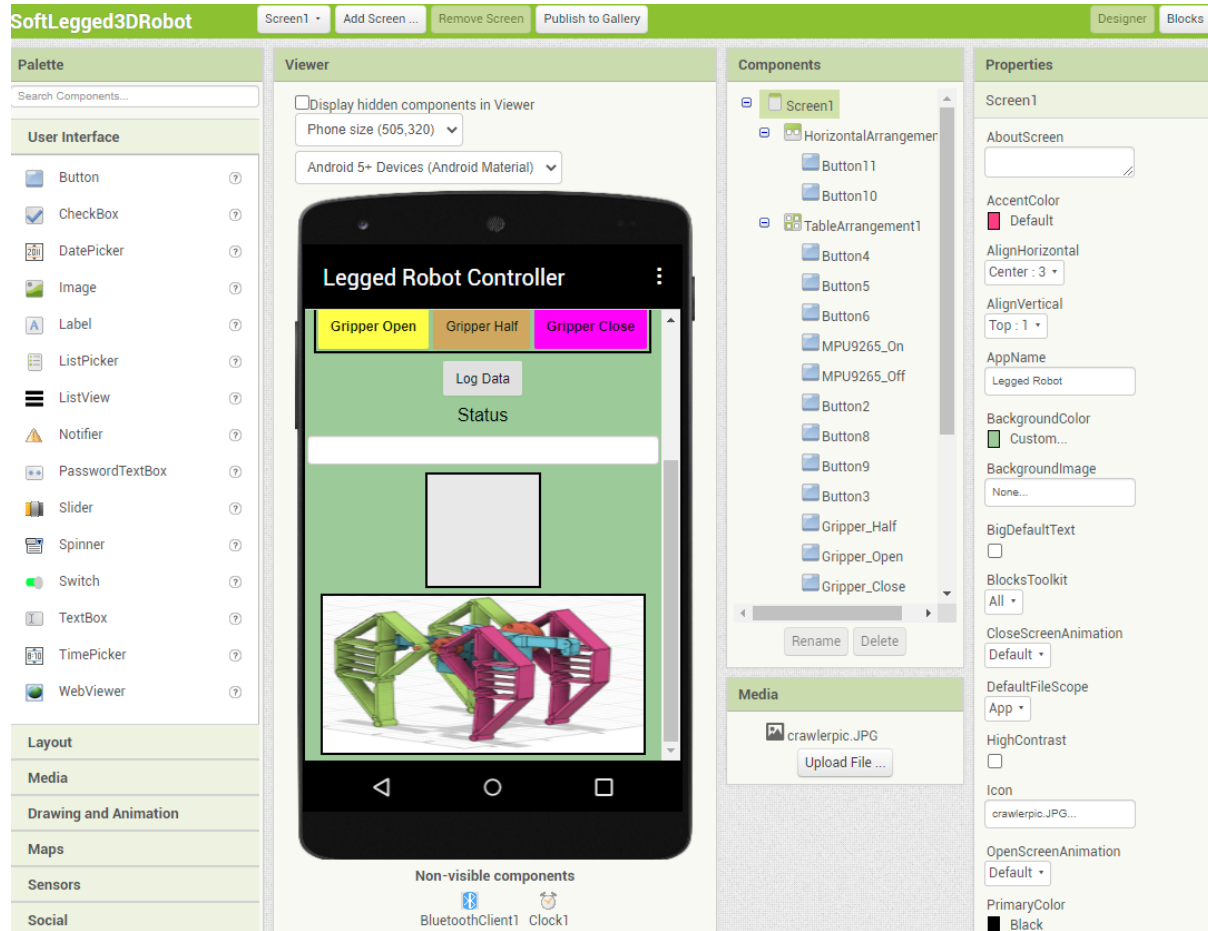 SoftLegged3DRobot
Screen1
Add Screen ...
Remove Screen
Publish to Gallery
Designer
Blocks
Palette
Search Components...
User Interface
Button
CheckBox
DatePicker
Image
Label
ListPicker
ListView
Notifier
PasswordTextBox
Slider
Spinner
Switch
TextBox
TimePicker
WebViewer
Layout
Media
Drawing and Animation
Maps
Sensors
Social
Viewer
Display hidden components in Viewer
Phone size (505,320)
Android 5+ Devices (Android Material)
Legged Robot Controller
Gripper Open
Gripper Half
Gripper Close
Log Data
Status
Non-visible components
BluetoothClient1
Clock1
Components
Screen1
HorizontalArrangemen
Button11
Button10
TableArrangement1
Button4
Button5
Button6
MPU9265_On
MPU9265_Off
Button2
Button8
Button9
Button3
Gripper_Half
Gripper_Open
Gripper_Close
Rename
Delete
Media
crawlerpic.JPG
Upload File ...
Properties
Screen1
AboutScreen
AccentColor
Default
AlignHorizontal
Center : 3
AlignVertical
Top : 1
AppName
Legged Robot
BackgroundColor
Custom...
BackgroundImage
None...
BigDefaultText
BlocksToolkit
All
CloseScreenAnimation
Default
DefaultFileScope
App
HighContrast
Icon
crawlerpic.JPG...
OpenScreenAnimation
Default
PrimaryColor
Black